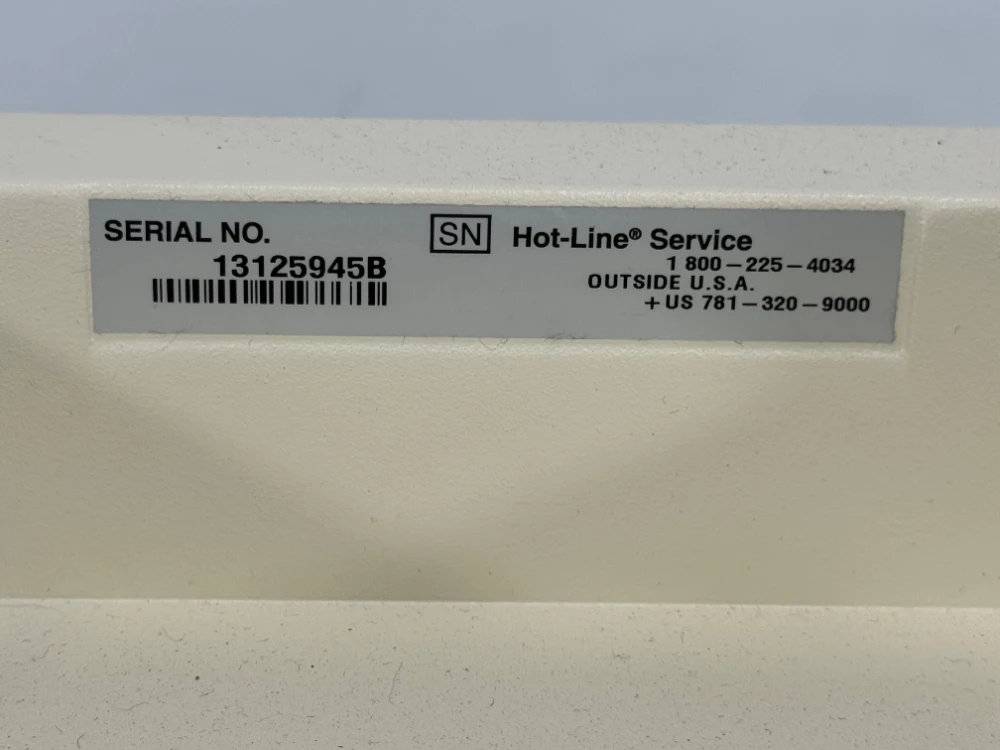 SERIAL NO.
13125945B
SN
Hot-Line® Service
1 800-225-4034
OUTSIDE U.S.A.
+US 781-320-9000